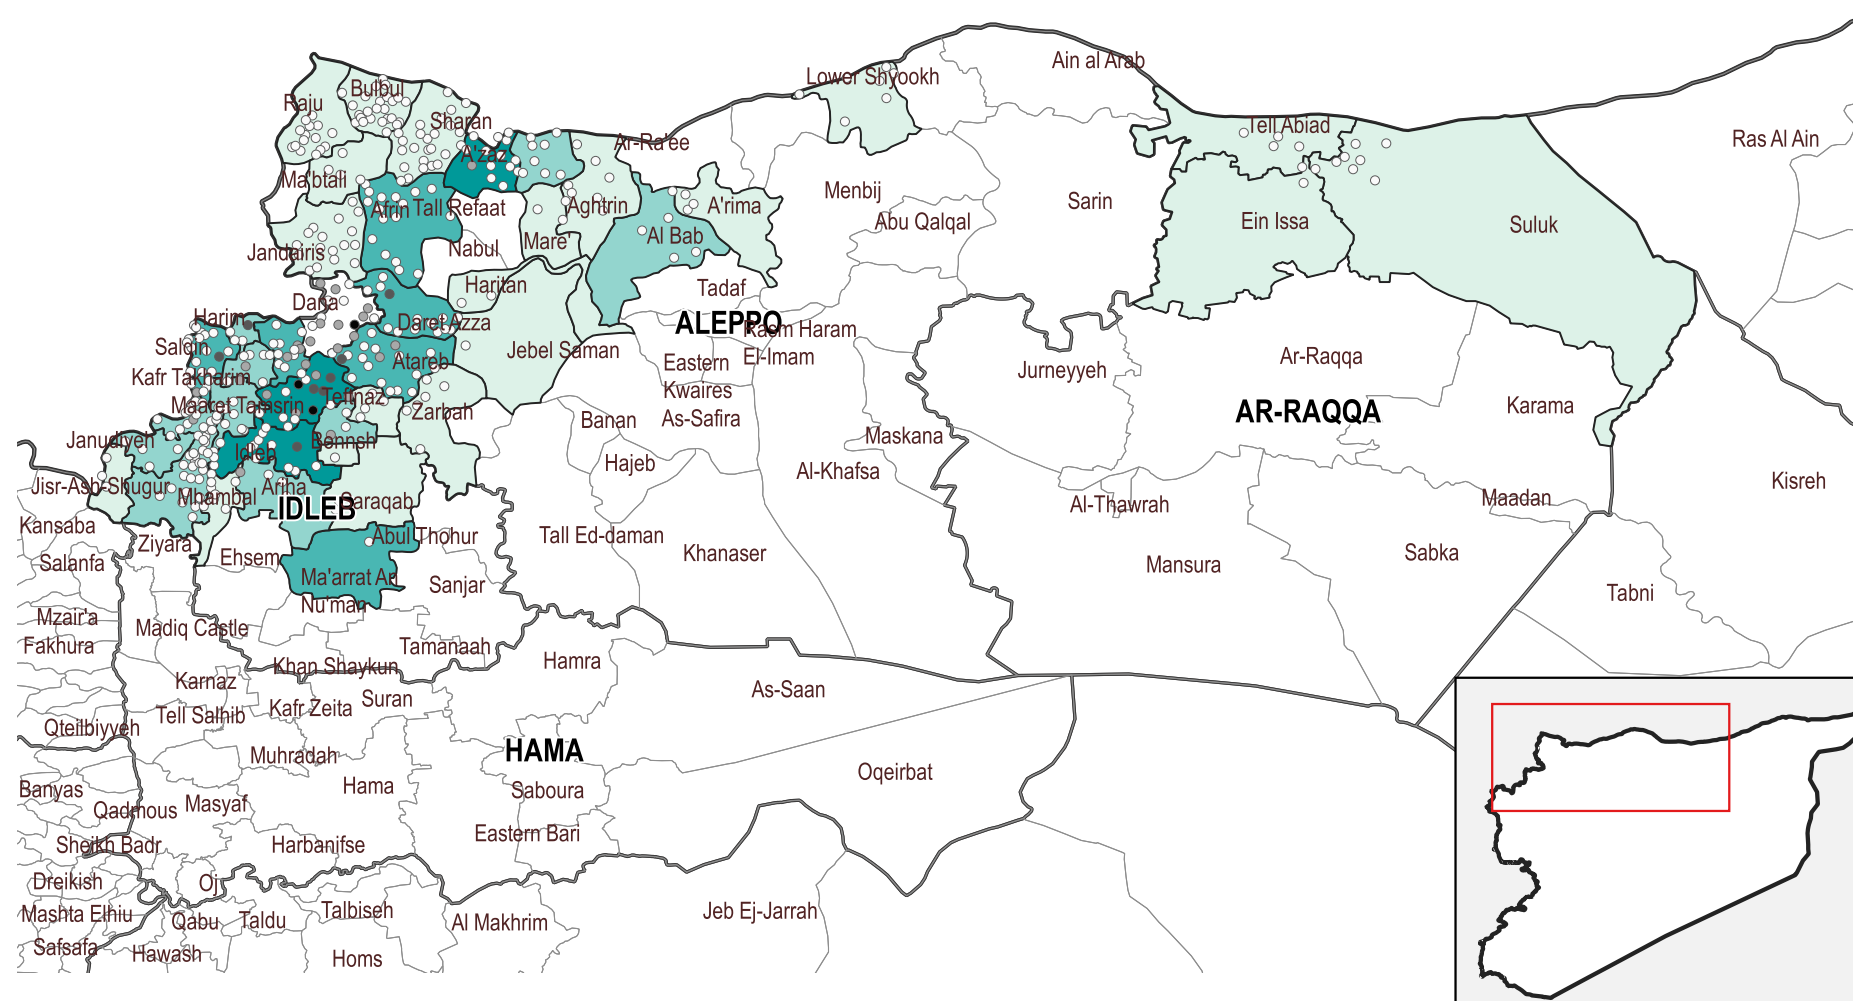 Ain al Arab
Lower Shyookh
Bulbul
Raju
Sharan
Tell Abiad
Ras Al Ain
Ar-Ra'ee
A'zaz
Ma'btali
Menbij
Afrin
Tall Refaat
Aghtrin
A'rima
Sarin
Abu Qalqal
Ein Issa
Suluk
Al Bab
Mare'
Nabul
Jandairis
Haritan
Tadaf
Dana
Harim
Daret Azza
ALEPPO
Rasm Haram
El-Imam
Salqin
Jebel Saman
Atareb
Eastern
Kwaires
Jurneyyeh
Ar-Raqqa
Kafr Takharim
Teftnaz
Maaret Tamsrin
Zarbah
Banan
As-Safira
AR-RAQQA
Karama
Janudiyeh
Idleb
Bennsh
Maskana
Hajeb
Al-Khafsa
Kisreh
Jisr-Ash-Shugur
Mhambal
Ariha
IDLEB
Saraqab
Al-Thawrah
Maadan
Kansaba
Ziyara
Abul Thohur
Tall Ed-daman
Khanaser
Sabka
Salanfa
Ehsem
Mansura
Ma'arrat An
Nu'man
Sanjar
Tabni
Mzair'a
Madiq Castle
Fakhura
Tamanaah
Khan Shaykun
Hamra
Karnaz
As-Saan
Suran
Kafr Zeita
Tell Salhib
Qteilbiyyeh
HAMA
Muhradah
Oqeirbat
Banyas
Hama
Saboura
Masyaf
Qadmous
Eastern Bari
Sheikh Badr
Harbanifse
Dreikish
Oj
Mashta Elhiu
Qabu
Taldu
Talbiseh
Al Makhrim
Jeb Ej-Jarrah
Safsafa
Hawash
Homs